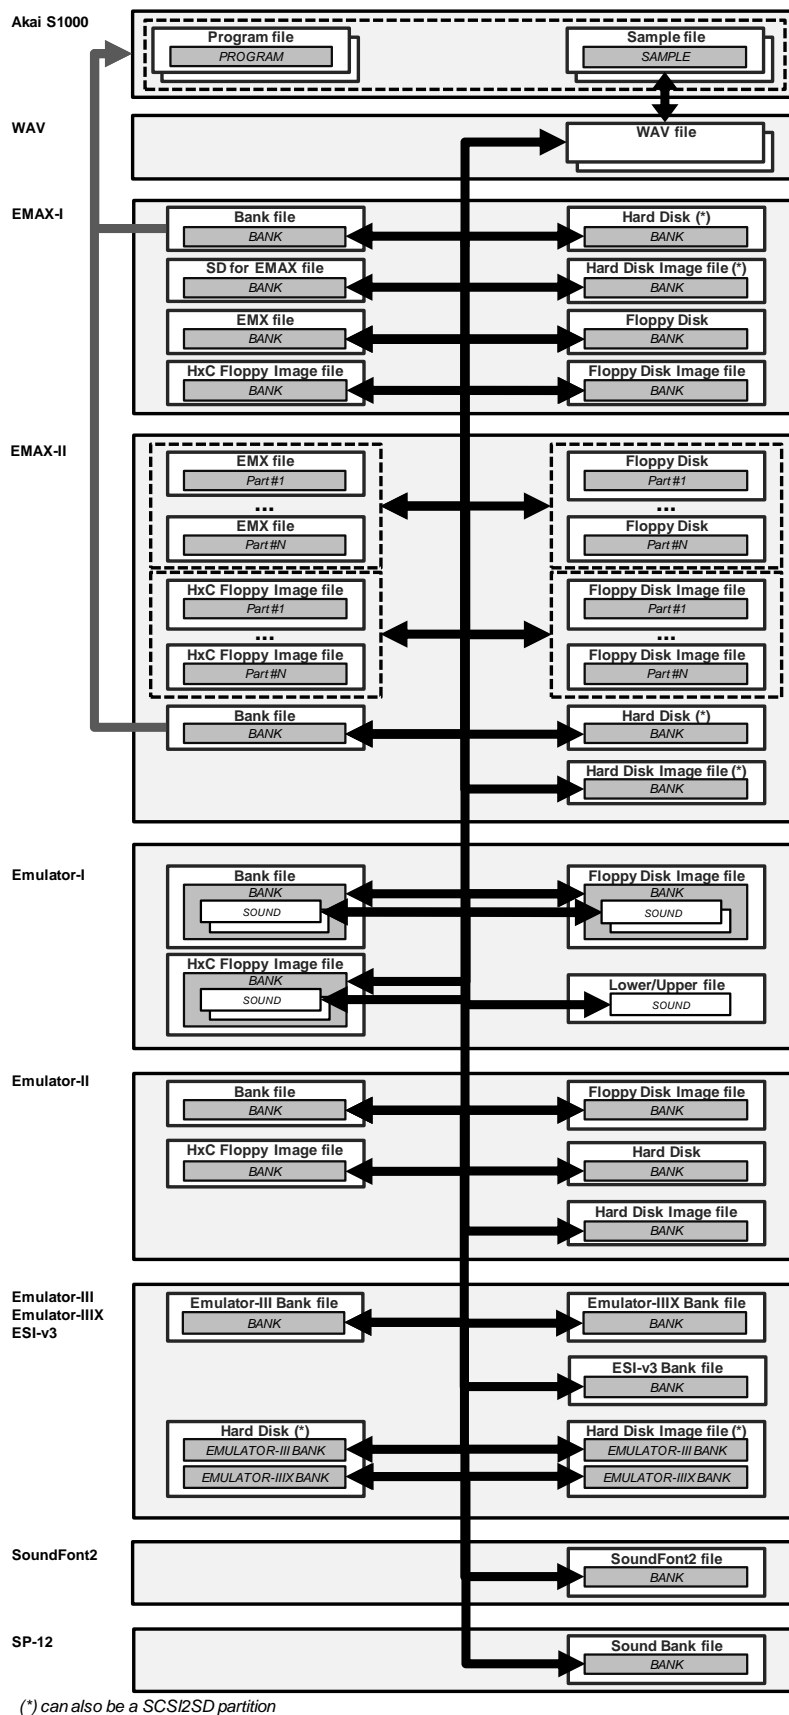 Akai S1000
Program file
PROGRAM
Sample file
SAMPLE
WAV
WAV file
EMAX-I
Bank file
BANK
Hard Disk (*)
BANK
SD for EMAX file
BANK
Hard Disk Image file (*)
BANK
EMX file
BANK
Floppy Disk
BANK
HxC Floppy Image file
BANK
Floppy Disk Image file
BANK
EMAX-II
EMX file
Part #1
...
EMX file
Part #N
Floppy Disk
Part #1
...
Floppy Disk
Part #N
HxC Floppy Image file
Part #1
...
HxC Floppy Image file
Part #N
Floppy Disk Image file
Part #1
...
Floppy Disk Image file
Part #N
Bank file
BANK
Hard Disk (*)
BANK
Hard Disk Image file (*)
BANK
Emulator-I
Bank file
BANK
SOUND
Floppy Disk Image file
BANK
SOUND
HxC Floppy Image file
BANK
SOUND
Lower/Upper file
SOUND
Emulator-II
Bank file
BANK
Floppy Disk Image file
BANK
HxC Floppy Image file
BANK
Hard Disk
BANK
Hard Disk Image file
BANK
Emulator-III
Emulator-IIIX
ESI-v3
Emulator-III Bank file
BANK
Emulator-IIIX Bank file
BANK
ESI-v3 Bank file
BANK
Hard Disk (*)
EMULATOR-III BANK
EMULATOR-IIIX BANK
Hard Disk Image file (*)
EMULATOR-III BANK
EMULATOR-IIIX BANK
SoundFont2
SoundFont2 file
BANK
SP-12
Sound Bank file
BANK
(*) can also be a SCSI2SD partition